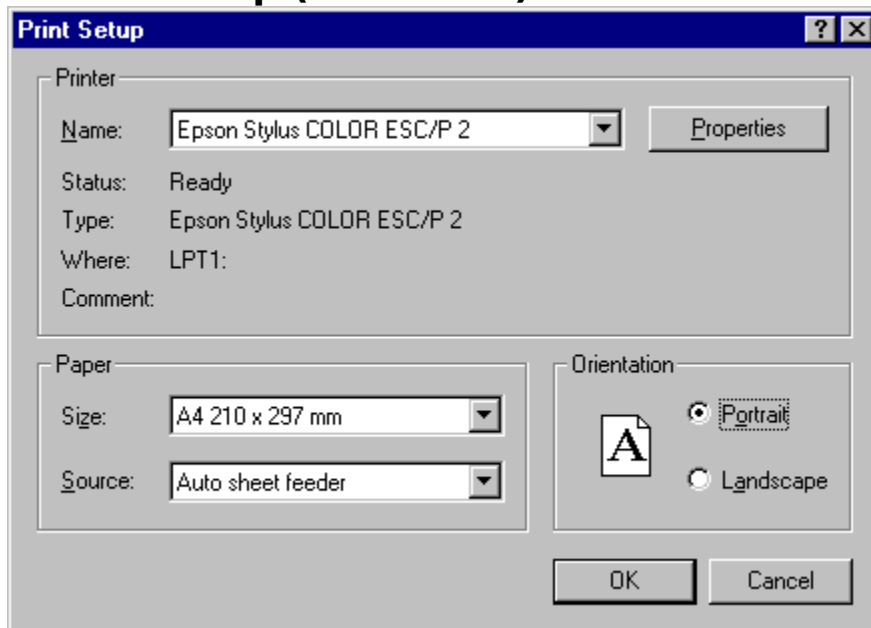 Print Setup
Printer
Name: Epson Stylus COLOR ESC/P 2 Properties
Status: Ready
Type: Epson Stylus COLOR ESC/P 2
Where: LPT1:
Comment:
Paper
Size: A4 210 x 297 mm
Source: Auto sheet feeder
Orientation
A
Portrait
Landscape
OK Cancel